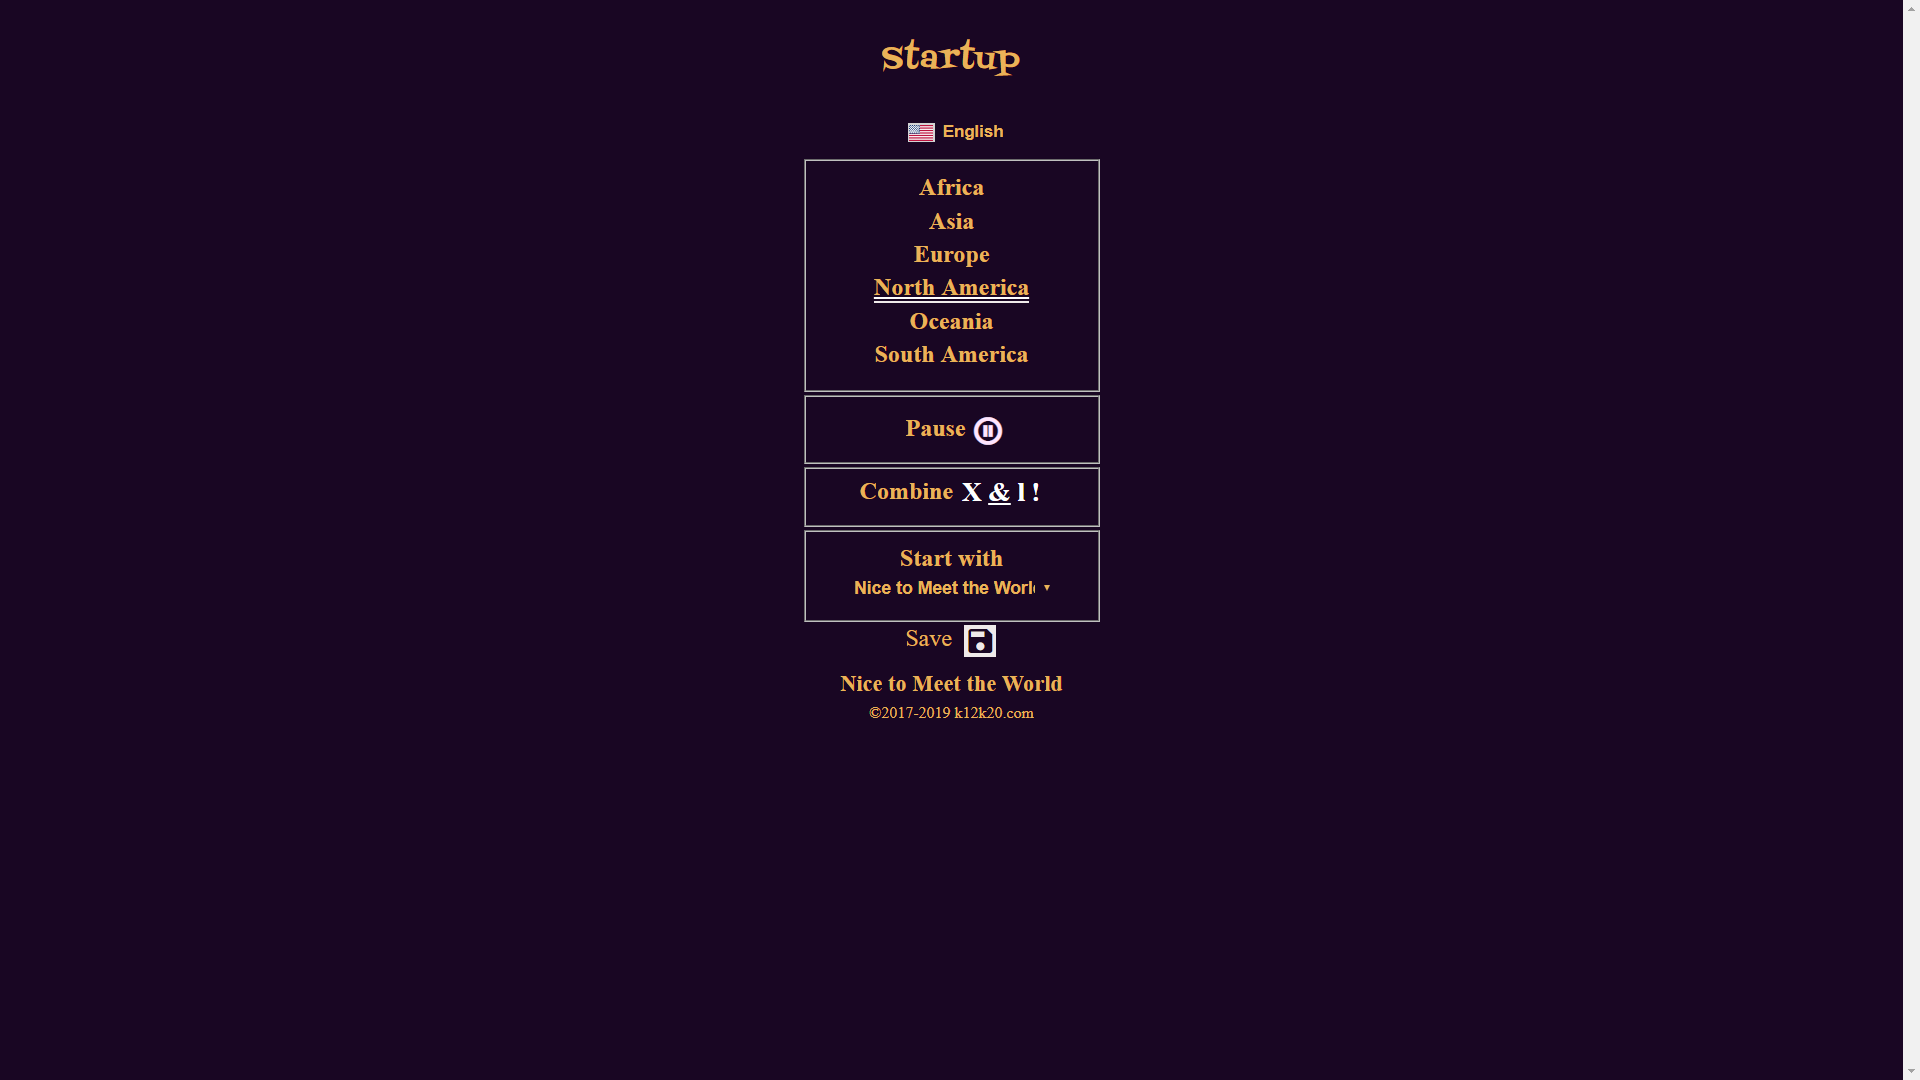 startup
English
Africa
Asia
Europe
North America
Oceania
South America
Pause
Combine X & l !
Start with
Nice to Meet the World
Save
Nice to Meet the World
©2017-2019 k12k20.com